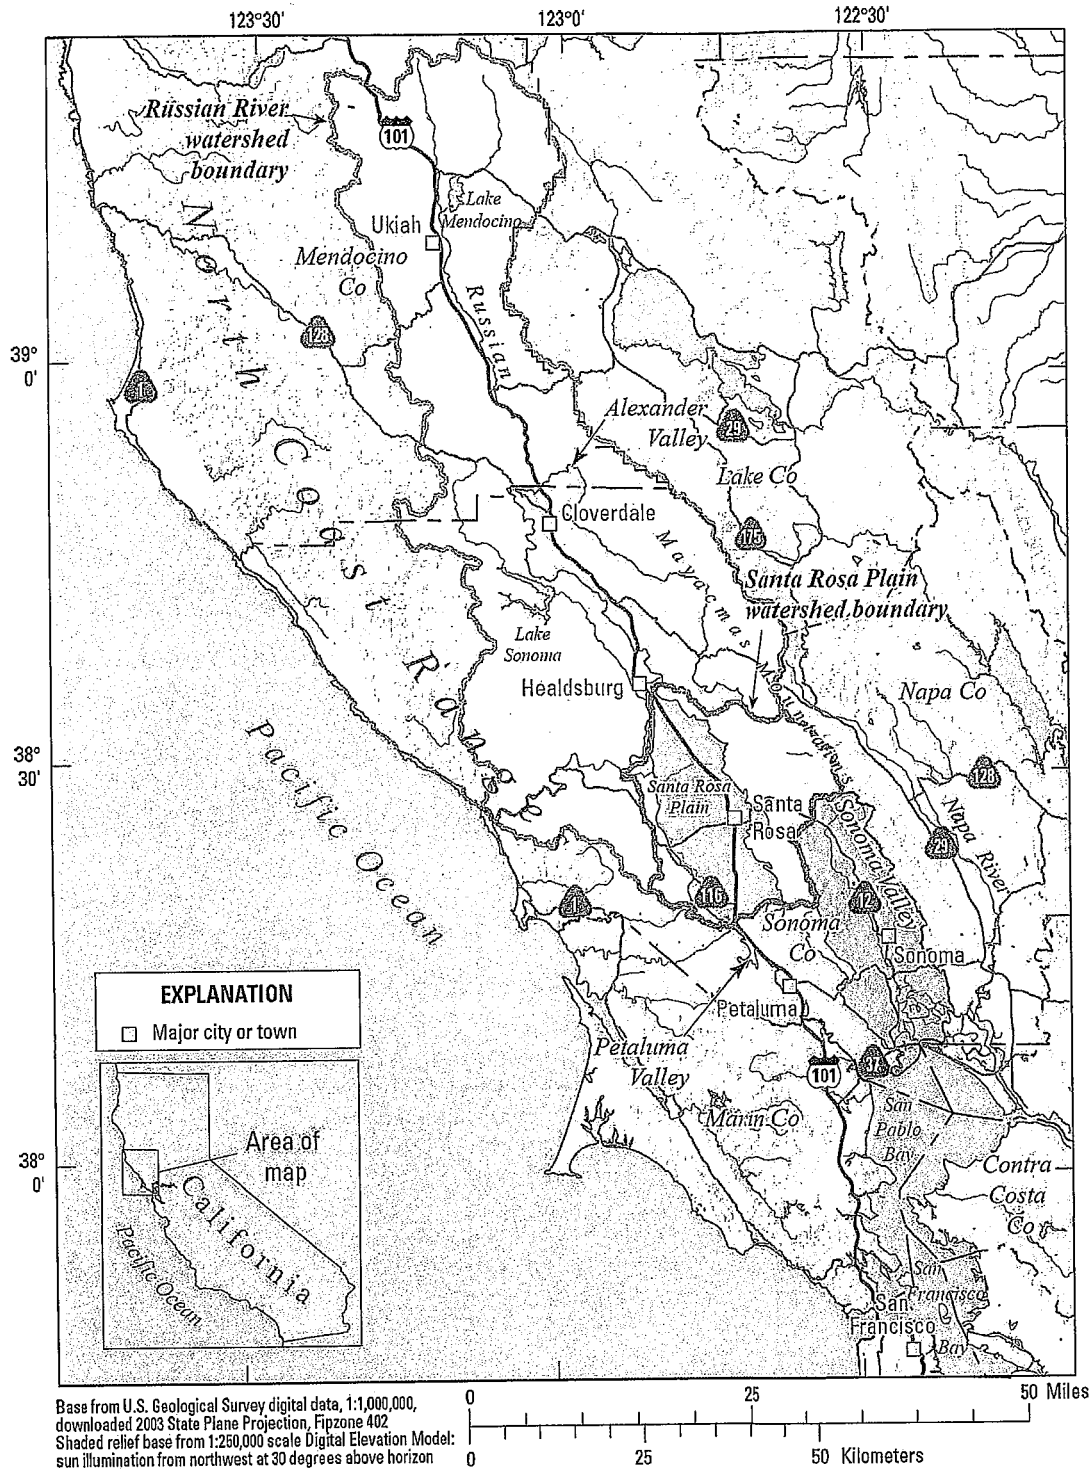 123°30'
123°0'
122°30'
Russian River
watershed
boundary
101
Lake
Mendocino
Ukiah
Mendocino
Co
Russian
North Coast Range
128
39°
0'
1
Alexander
Valley
29
Lake Co
Cloverdale
175
Mayacmas Mountains
Santa Rosa Plain
watershed boundary
Lake
Sonoma
Healdsburg
Napa Co
Pacific Ocean
38°
30'
128
Santa Rosa
Plain
Santa
Rosa
Sonoma Valley
Napa River
29
1
116
12
Sonoma
Co
Sonoma
Petaluma
EXPLANATION
Major city or town
Petaluma
Valley
101
37
San
Pablo
Bay
Marin Co
Area of
map
California
Pacific Ocean
38°
0'
Contra
Costa
Co
San
Francisco
Bay
San
Francisco
Base from U.S. Geological Survey digital data, 1:1,000,000,
downloaded 2003 State Plane Projection, Fipzone 402
Shaded relief base from 1:250,000 scale Digital Elevation Model:
sun illumination from northwest at 30 degrees above horizon
0 25 50 Miles
0 25 50 Kilometers